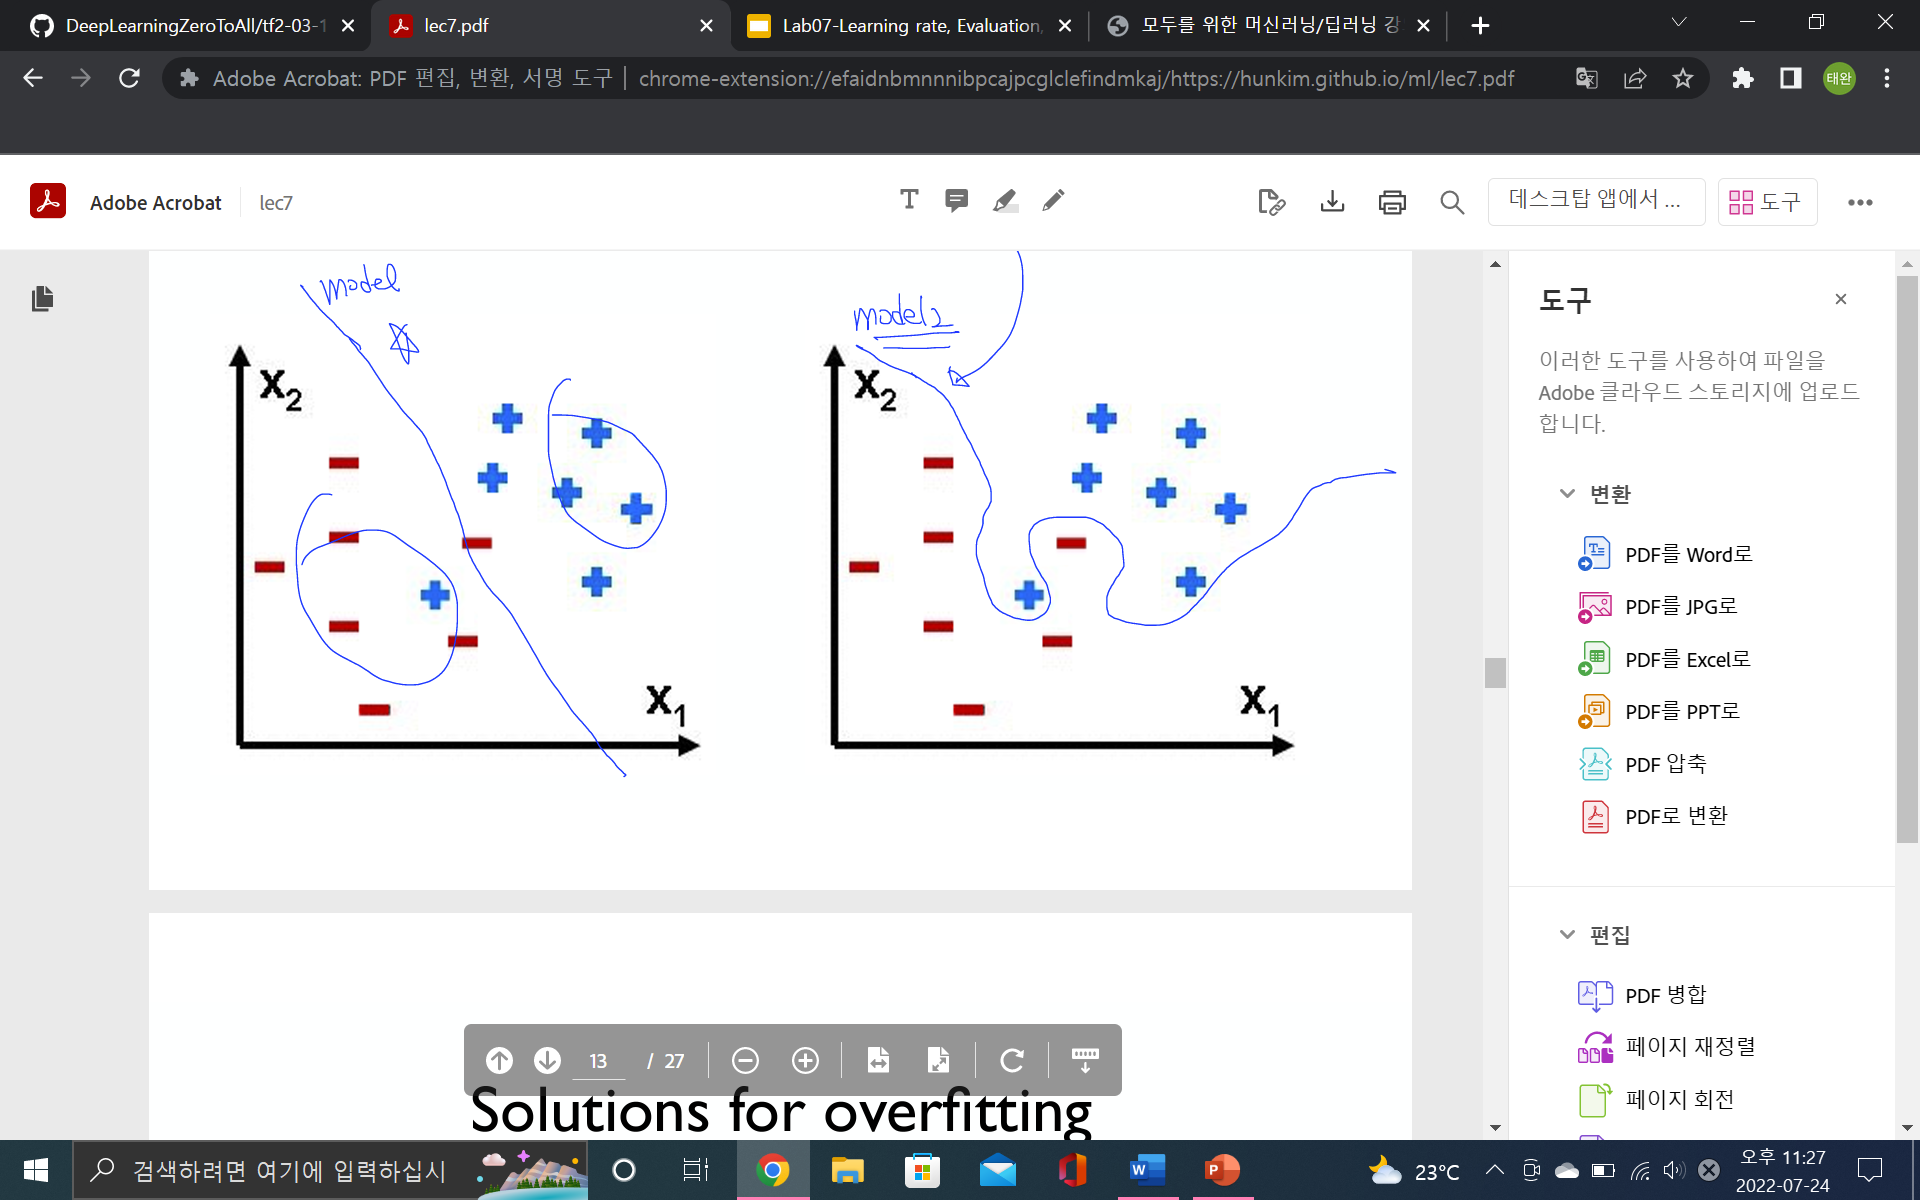 DeepLearningZeroToAll/tf2-03-1
lec7.pdf
Lab07-Learning rate, Evaluation,
모두를 위한 머신러닝/딥러닝 강
Adobe Acrobat: PDF 편집, 변환, 서명 도구 | chrome-extension://efaidnbmnnnibpcajpcglclefindmkaj/https://hunkim.github.io/ml/lec7.pdf
태완
Adobe Acrobat
lec7
데스크탑 앱에서 ...
도구
model
X2
X1
model2
X2
X1
Solutions for overfitting
13 / 27
도구
이러한 도구를 사용하여 파일을
Adobe 클라우드 스토리지에 업로드
합니다.
변환
PDF를 Word로
PDF를 JPG로
PDF를 Excel로
PDF를 PPT로
PDF 압축
PDF로 변환
편집
PDF 병합
페이지 재정렬
페이지 회전
검색하려면 여기에 입력하십시
23℃
오후 11:27
2022-07-24